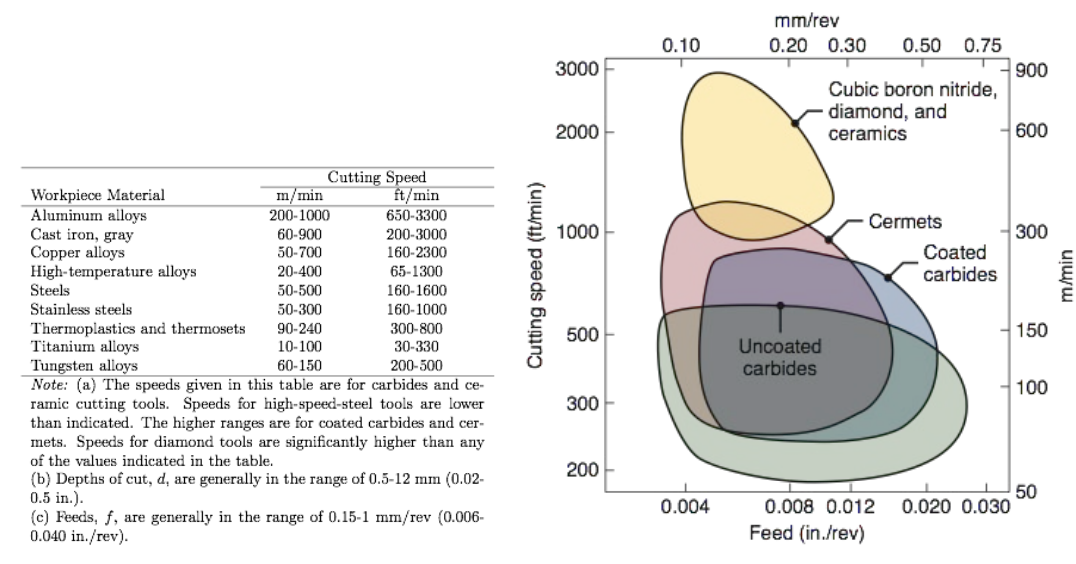 Cutting Speed
Workpiece Material m/min ft/min
Aluminum alloys 200-1000 650-3300
Cast iron, gray 60-900 200-3000
Copper alloys 50-700 160-2300
High-temperature alloys 20-400 65-1300
Steels 50-500 160-1600
Stainless steels 50-300 160-1000
Thermoplastics and thermosets 90-240 300-800
Titanium alloys 10-100 30-330
Tungsten alloys 60-150 200-500
Note: (a) The speeds given in this table are for carbides and ce-
ramic cutting tools. Speeds for high-speed-steel tools are lower
than indicated. The higher ranges are for coated carbides and cer-
mets. Speeds for diamond tools are significantly higher than any
of the values indicated in the table.
(b) Depths of cut, d, are generally in the range of 0.5-12 mm (0.02-
0.5 in.).
(c) Feeds, f, are generally in the range of 0.15-1 mm/rev (0.006-
0.040 in./rev).
mm/rev
0.10 0.20 0.30 0.50 0.75
3000
2000
1000
500
300
200
Cutting speed (ft/min)
Cubic boron nitride,
diamond, and
ceramics
Cermets
Coated
carbides
Uncoated
carbides
900
600
300
150
100
50
m/min
0.004 0.008 0.012 0.020 0.030
Feed (in./rev)